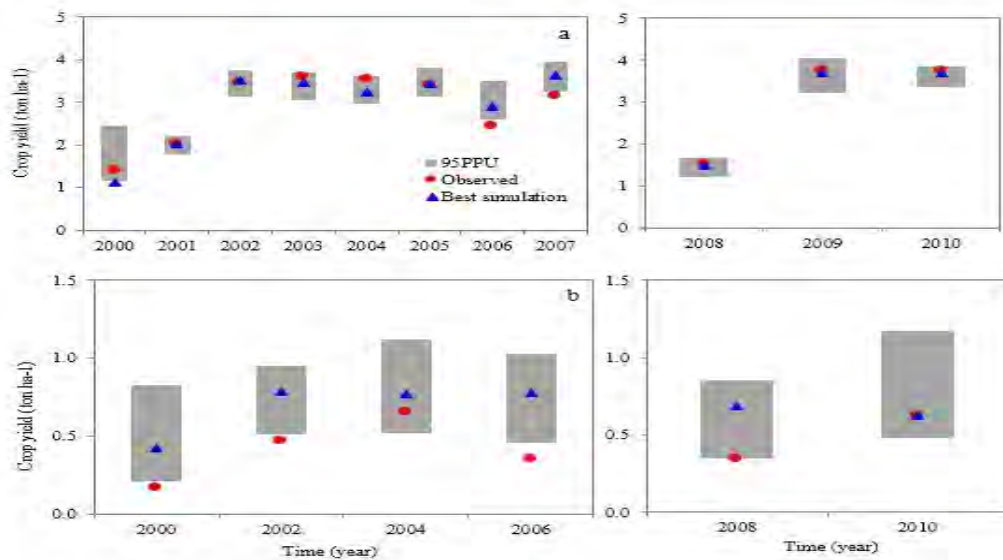 5
4
3
2
1
0
Crop yield (ton.ha-1)
a
95PPU
Observed
Best simulation
2000 2001 2002 2003 2004 2005 2006 2007
5
4
3
2
1
0
2008 2009 2010
1.5
1.0
0.5
0.0
Crop yield (ton.ha-1)
b
2000 2002 2004 2006
Time (year)
1.5
1.0
0.5
0.0
2008 2010
Time (year)